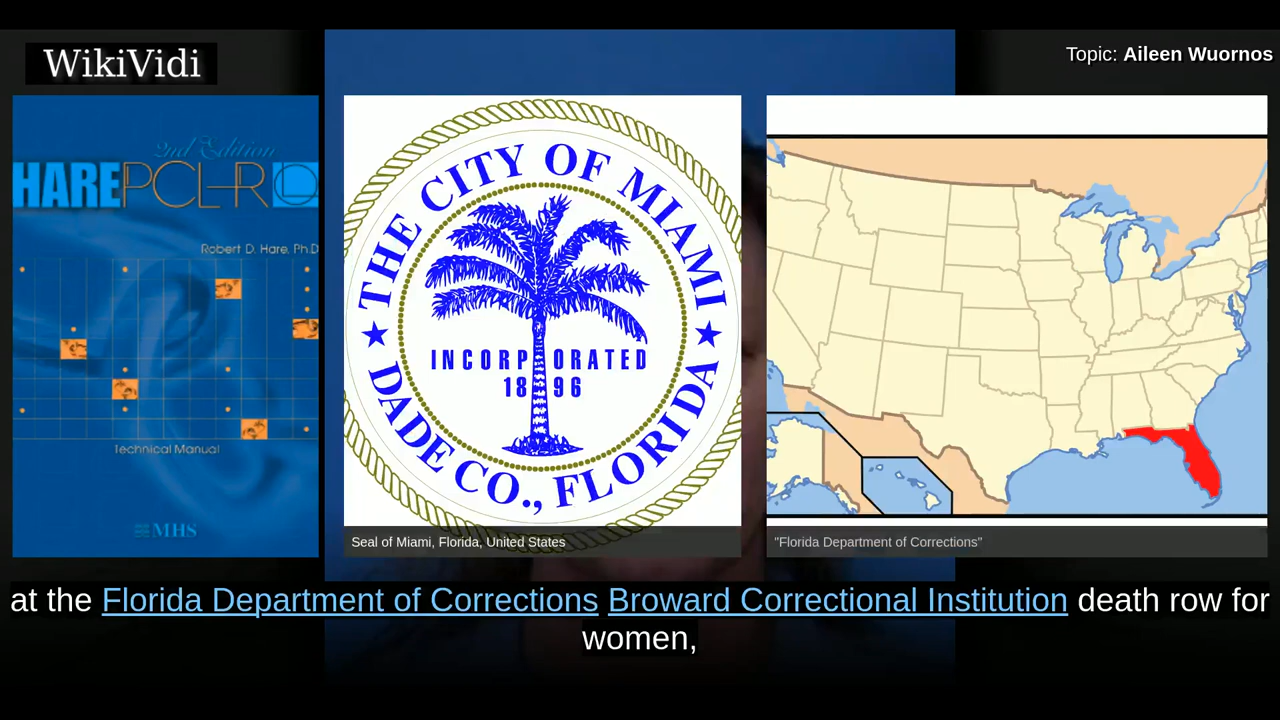 WikiVidi
Topic: Aileen Wuornos
2nd Edition
HARE PCL-R
Robert D. Hare, Ph.D
Technical Manual
MHS
THE CITY OF MIAMI
INCORPORATED
1896
DADE CO., FLORIDA
Seal of Miami, Florida, United States
"Florida Department of Corrections"
at the Florida Department of Corrections Broward Correctional Institution death row for
women,